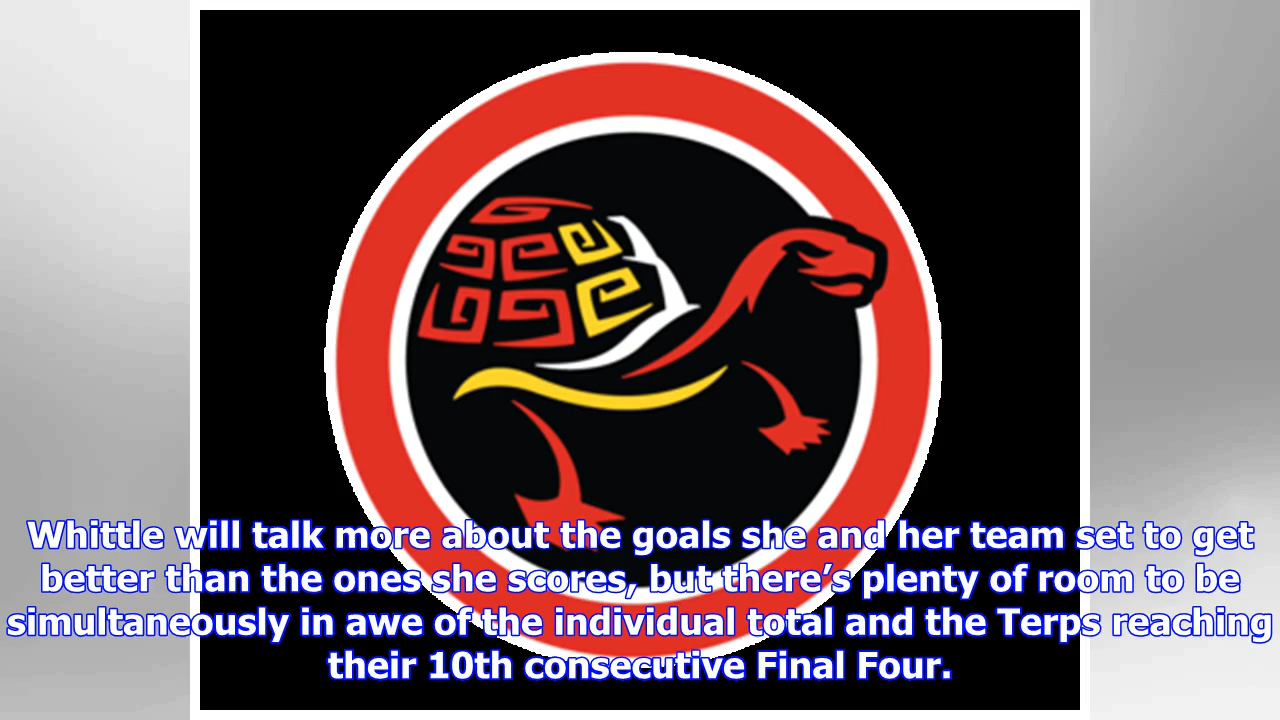 Whittle will talk more about the goals she and her team set to get
better than the ones she scores, but there’s plenty of room to be
simultaneously in awe of the individual total and the Terps reaching
their 10th consecutive Final Four.